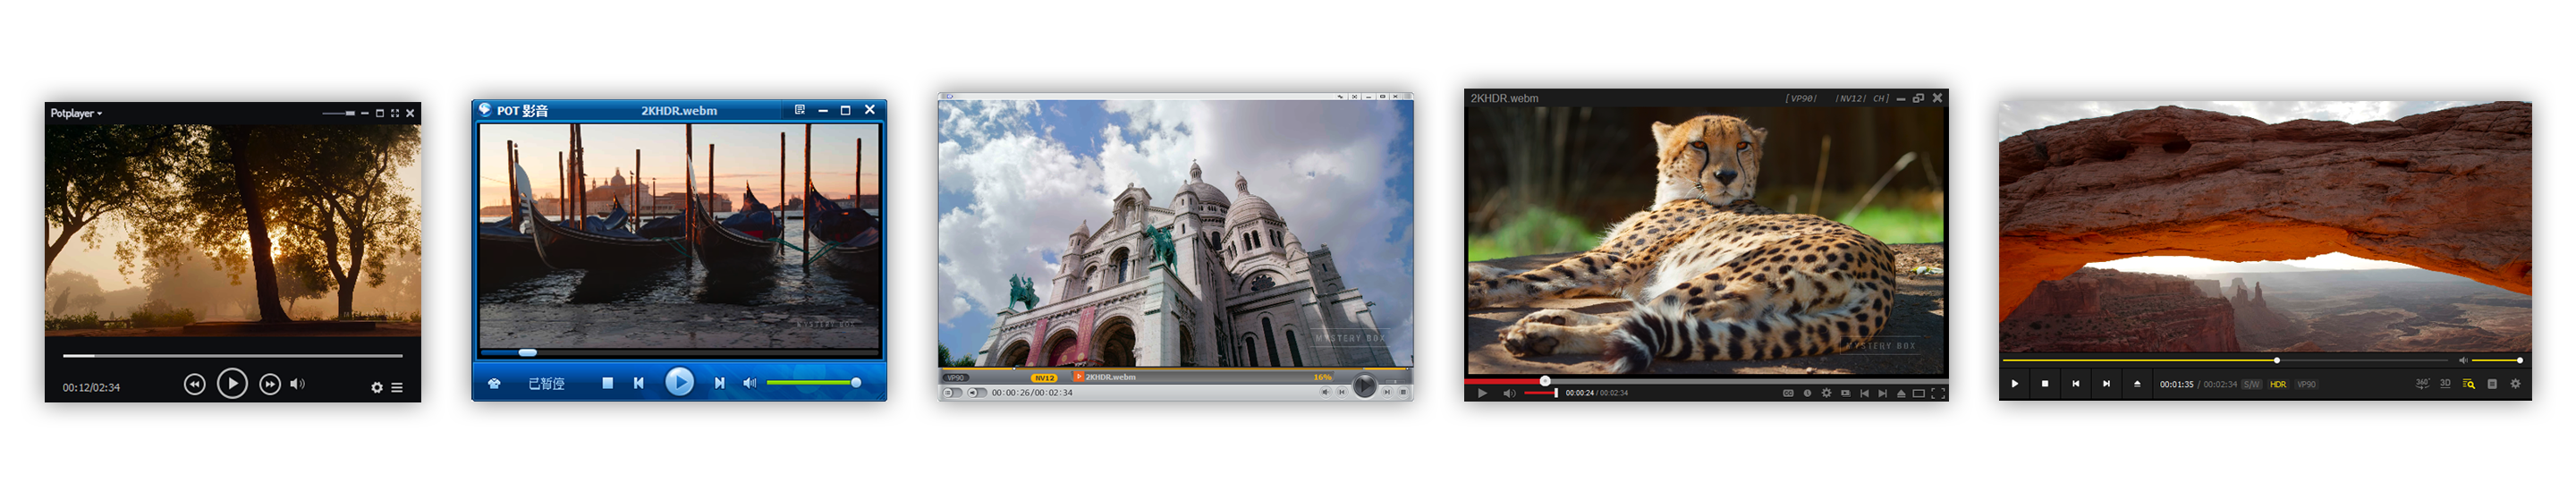 Potplayer
00:12/02:34
POT 影音
2KHDR.webm
已暫停
MYSTERY BOX
VP90
NV12
2KHDR.webm
16%
00:00:26/00:02:34
MYSTERY BOX
2KHDR.webm
[VP90| |NV12| CH]
MYSTERY BOX
00:00:24 / 00:02:34
CC
00:01:35 / 00:02:34 S/W HDR VP90
360°
3D